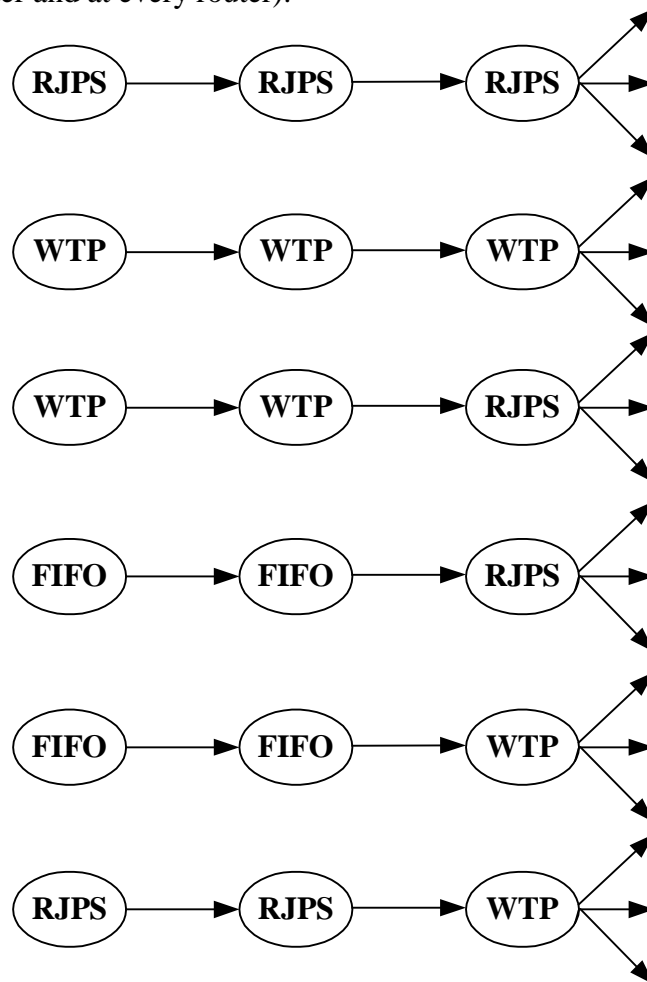 er and at every router).
RJPS RJPS RJPS
WTP WTP WTP
WTP WTP RJPS
FIFO FIFO RJPS
FIFO FIFO WTP
RJPS RJPS WTP